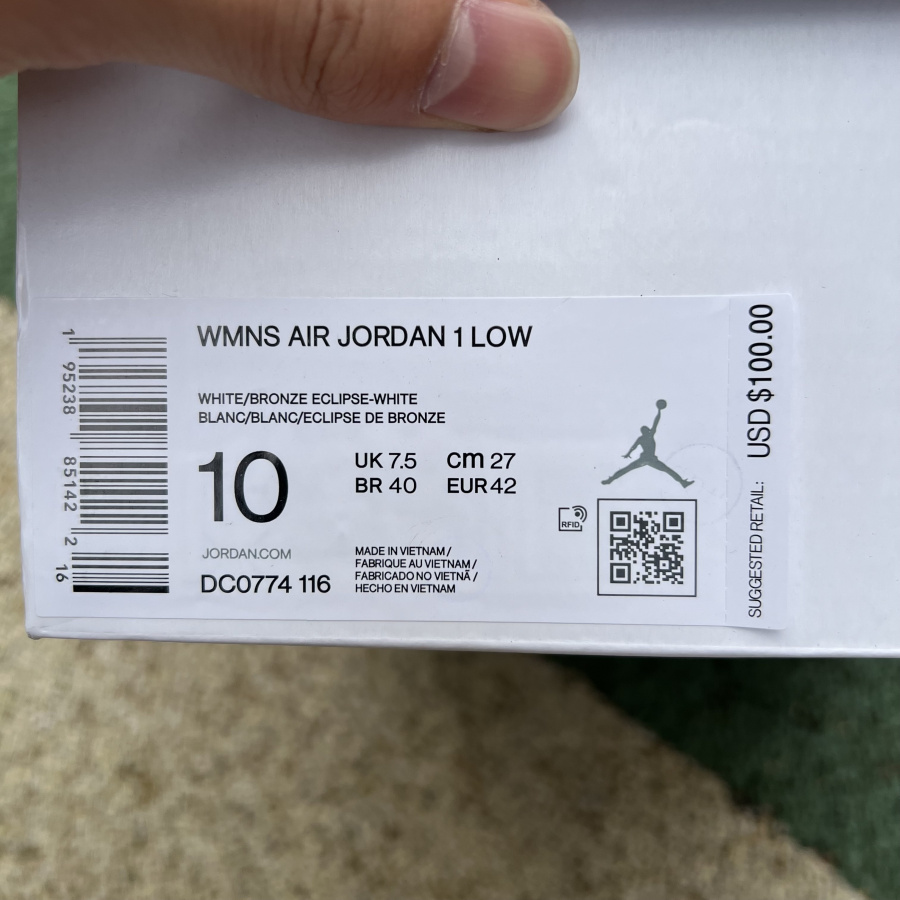 WMNS AIR JORDAN 1 LOW
WHITE/BRONZE ECLIPSE-WHITE
BLANC/BLANC/ECLIPSE DE BRONZE
10
UK 7.5 cm 27
BR 40 EUR 42
JORDAN.COM
DC0774 116
MADE IN VIETNAM /
FABRIQUE AU VIETNAM /
FABRICADO NO VIETNÃ /
HECHO EN VIETNAM
RFID
1 95238 85142 2 16
SUGGESTED RETAIL: USD $100.00